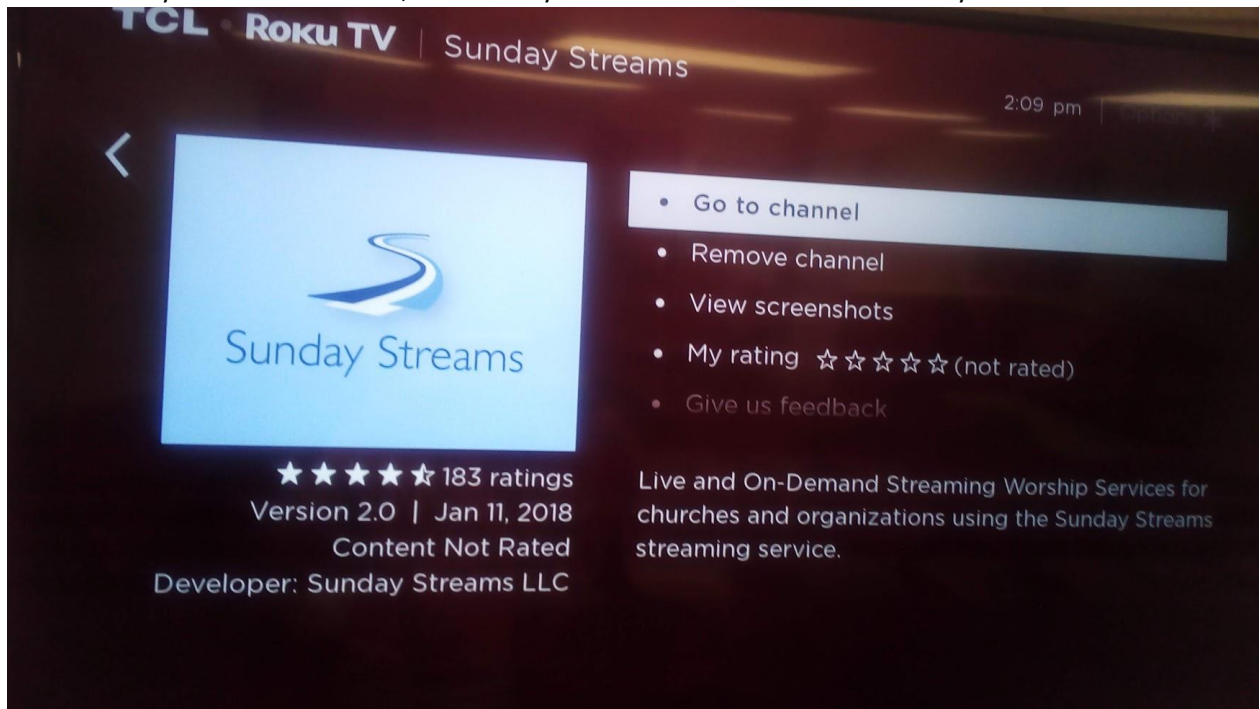 TCL Roku TV | Sunday Streams
2:09 pm | Options
Sunday Streams
• Go to channel
• Remove channel
• View screenshots
• My rating ☆☆☆☆☆ (not rated)
• Give us feedback
183 ratings
Version 2.0 | Jan 11, 2018
Content Not Rated
Developer: Sunday Streams LLC
Live and On-Demand Streaming Worship Services for
churches and organizations using the Sunday Streams
streaming service.